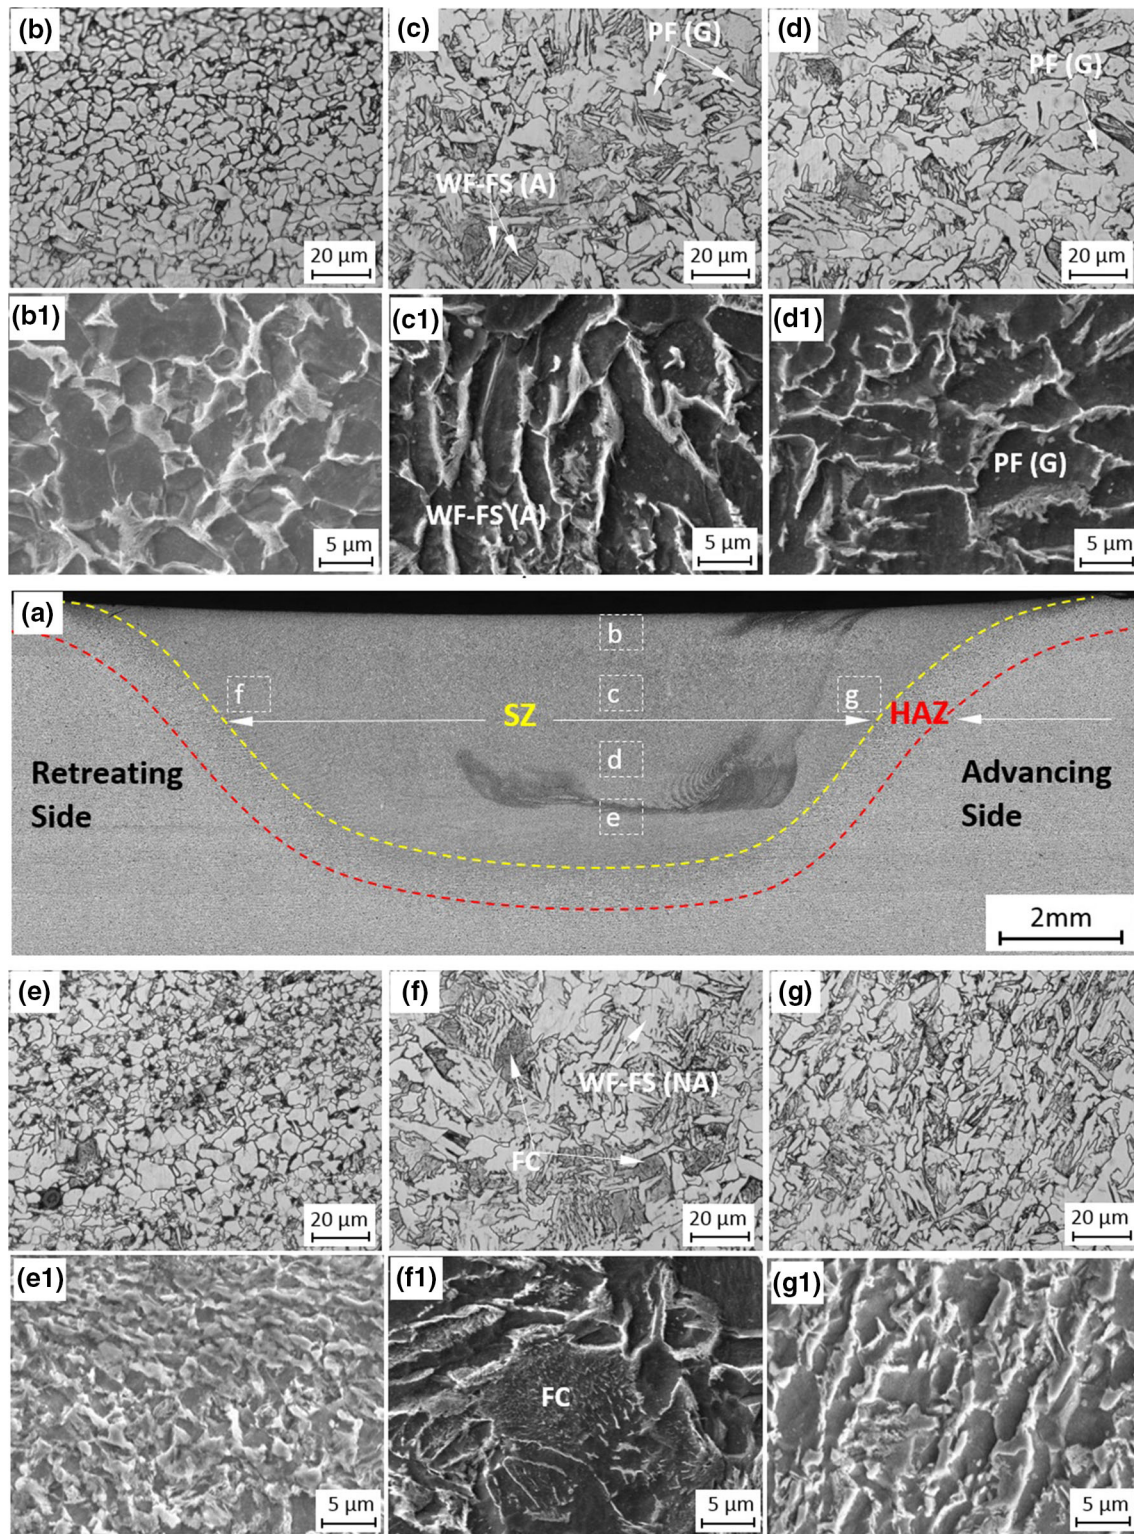 (b)
(c)
PF (G)
WF-FS (A)
(d)
PF (G)
20 μm
20 μm
20 μm
(b1)
(c1)
WF-FS (A)
(d1)
PF (G)
5 μm
5 μm
5 μm
(a)
b
f
c
g
SZ
HAZ
d
Retreating
Side
Advancing
Side
e
2mm
(e)
(f)
WF-FS (NA)
FC
(g)
20 μm
20 μm
20 μm
(e1)
(f1)
FC
(g1)
5 μm
5 μm
5 μm